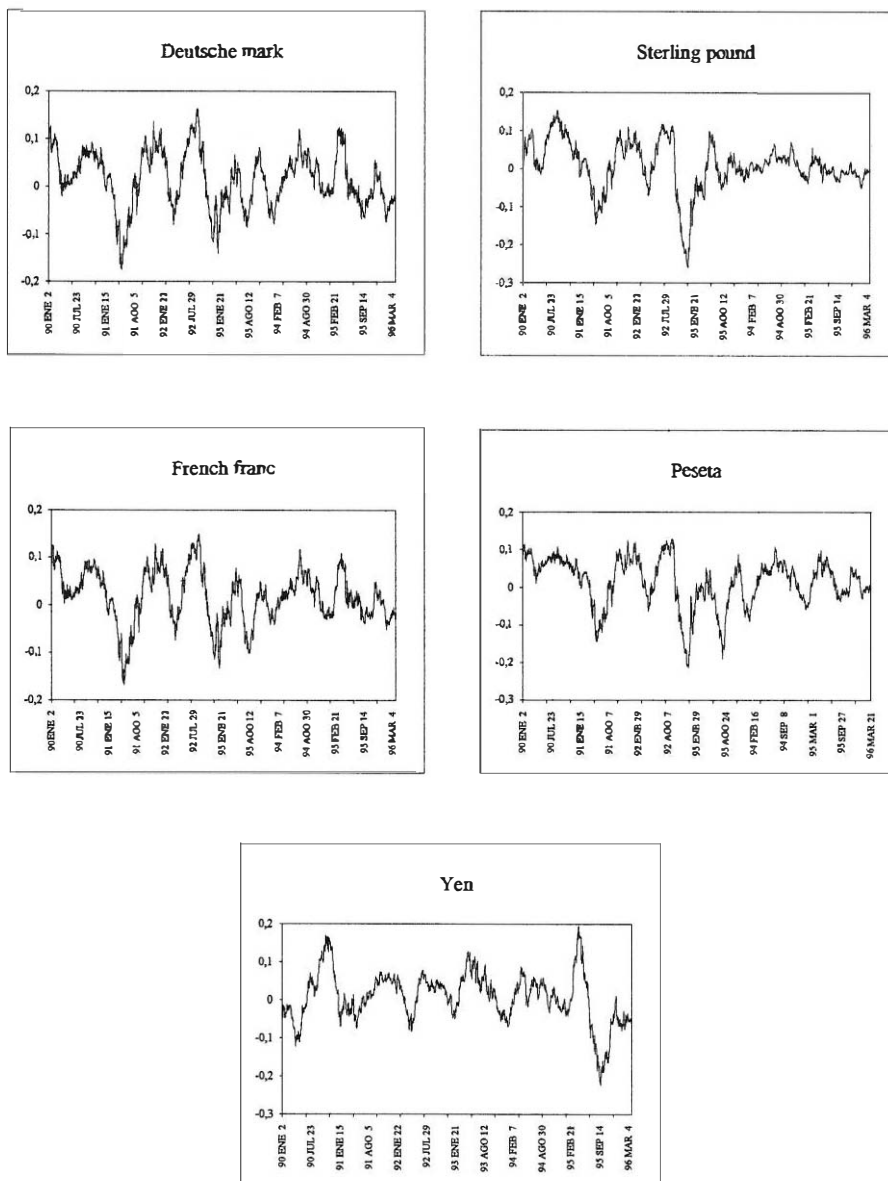 Deutsche mark
0,2
0,1
0
-0,1
-0,2
90 ENE 2
90 JUL 23
91 ENE 15
91 AGO 5
92 ENE 22
92 JUL 29
93 ENE 21
93 AGO 12
94 FEB 7
94 AGO 30
95 FEB 21
95 SEP 14
96 MAR 4
Sterling pound
0,2
0,1
0
-0,1
-0,2
-0,3
90 ENE 2
90 JUL 23
91 ENE 15
91 AGO 5
92 ENE 22
92 JUL 29
93 ENE 21
93 AGO 12
94 FEB 7
94 AGO 30
95 FEB 21
95 SEP 14
96 MAR 4
French franc
0,2
0,1
0
-0,1
-0,2
90 ENE 2
90 JUL 23
91 ENE 15
91 AGO 5
92 ENE 22
92 JUL 29
93 ENE 21
93 AGO 12
94 FEB 7
94 AGO 30
95 FEB 21
95 SEP 14
96 MAR 4
Peseta
0,2
0,1
0
-0,1
-0,2
-0,3
90 ENE 2
90 JUL 23
91 ENE 15
91 AGO 7
92 ENE 29
92 AGO 7
93 ENE 29
93 AGO 24
94 FEB 16
94 SEP 8
95 MAR 1
95 SEP 27
96 MAR 21
Yen
0,2
0,1
0
-0,1
-0,2
-0,3
90 ENE 2
90 JUL 23
91 ENE 15
91 AGO 5
92 ENE 22
92 JUL 29
93 ENE 21
93 AGO 12
94 FEB 7
94 AGO 30
95 FEB 21
95 SEP 14
96 MAR 4